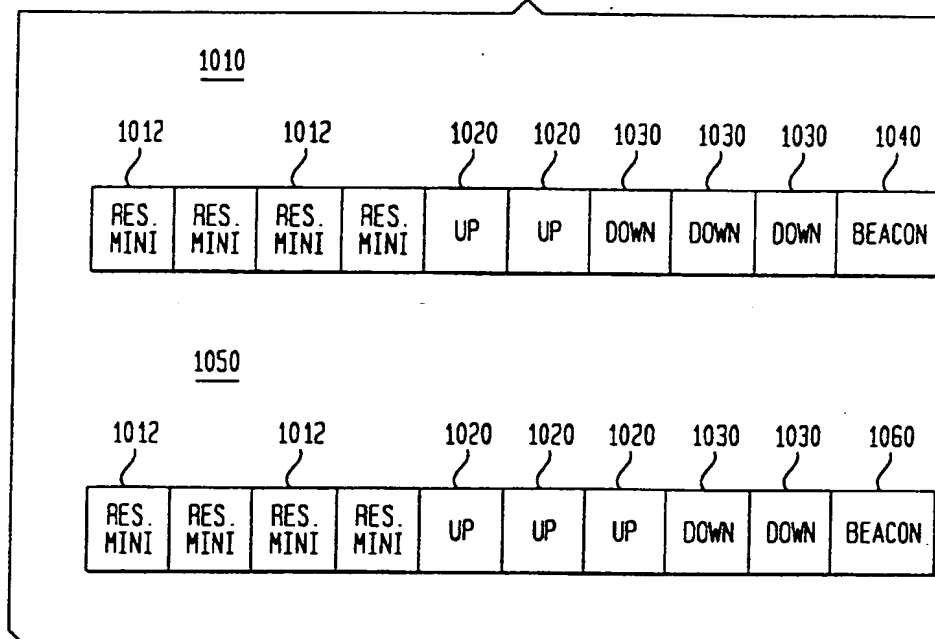 1010
1012 1012 1020 1020 1030 1030 1030 1040
RES. MINI RES. MINI RES. MINI RES. MINI UP UP DOWN DOWN DOWN BEACON
1050
1012 1012 1020 1020 1020 1030 1030 1060
RES. MINI RES. MINI RES. MINI RES. MINI UP UP UP DOWN DOWN BEACON